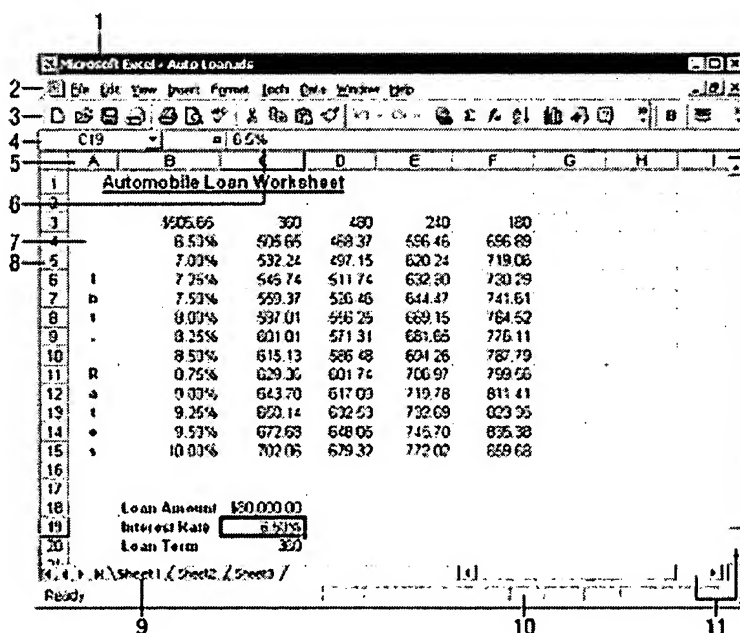 1
Microsoft Excel - Auto Loan.xls
2 File Edit View Insert Format Tools Data Window Help
3 Σ B
4 C19 = 6.5%
5 A B C D E F G H I
1 Automobile Loan Worksheet
6 2
3 $505.65 360 480 240 180
7 4 6.50% 505.65 468.37 596.46 696.89
8 5 7.00% 532.24 497.15 620.24 719.06
6 I 7.25% 545.74 511.74 632.30 730.29
7 b 7.50% 559.37 526.46 644.47 741.61
8 t 8.00% 587.01 556.25 669.15 764.52
9 . 8.25% 601.01 571.31 681.65 776.11
10 8.50% 615.13 586.48 694.26 787.79
11 R 8.75% 629.36 601.74 706.97 799.56
12 a 9.00% 643.70 617.09 719.78 811.41
13 t 9.25% 658.14 632.53 732.69 823.35
14 e 9.50% 672.68 648.05 745.70 835.38
15 s 10.00% 702.06 679.32 772.02 859.68
16
17
18 Loan Amount $80,000.00
19 Interest Rate 6.50%
20 Loan Term 360
21
Sheet1 Sheet2 Sheet3
Ready
9 10 11